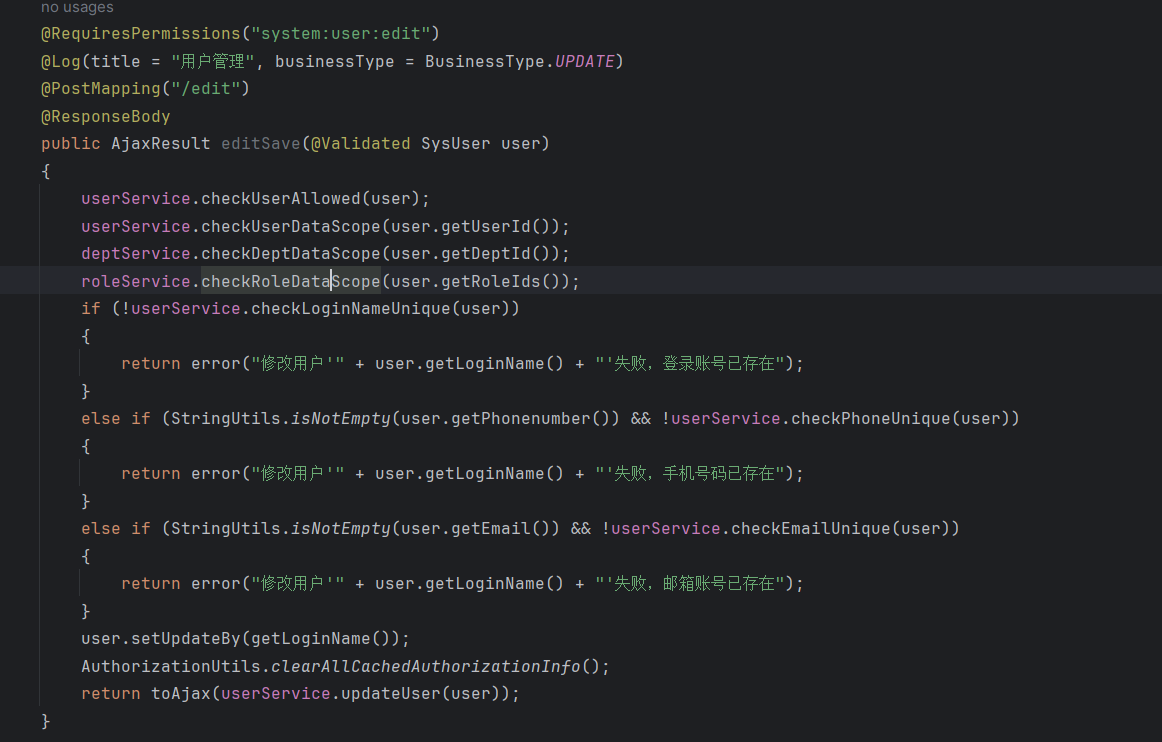 no usages
@RequiresPermissions("system:user:edit")
@Log(title = "用户管理", businessType = BusinessType.UPDATE)
@PostMapping("/edit")
@ResponseBody
public AjaxResult editSave(@Validated SysUser user)
{
userService.checkUserAllowed(user);
userService.checkUserDataScope(user.getUserId());
deptService.checkDeptDataScope(user.getDeptId());
roleService.checkRoleDataScope(user.getRoleIds());
if (!userService.checkLoginNameUnique(user))
{
return error("修改用户'" + user.getLoginName() + "'失败，登录账号已存在");
}
else if (StringUtils.isNotEmpty(user.getPhonenumber()) && !userService.checkPhoneUnique(user))
{
return error("修改用户'" + user.getLoginName() + "'失败，手机号码已存在");
}
else if (StringUtils.isNotEmpty(user.getEmail()) && !userService.checkEmailUnique(user))
{
return error("修改用户'" + user.getLoginName() + "'失败，邮箱账号已存在");
}
user.setUpdateBy(getLoginName());
AuthorizationUtils.clearAllCachedAuthorizationInfo();
return toAjax(userService.updateUser(user));
}